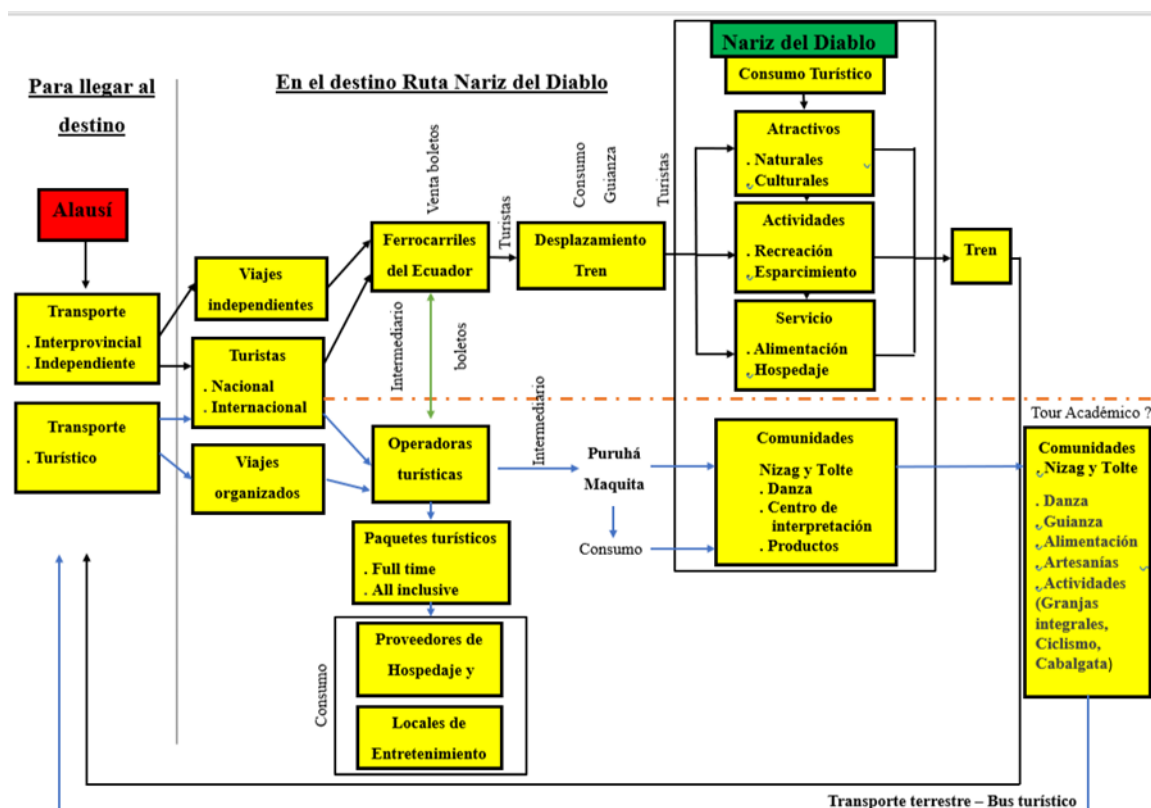 Para llegar al
destino
En el destino Ruta Nariz del Diablo
Alausí
Transporte
. Interprovincial
. Independiente
Transporte
. Turístico
Viajes
independientes
Turistas
. Nacional
. Internacional
Viajes
organizados
Venta boletos
Ferrocarriles
del Ecuador
Intermediario
boletos
Operadoras
turísticas
Paquetes turísticos
. Full time
. All inclusive
Consumo
Proveedores de
Hospedaje y
Locales de
Entretenimiento
Turistas
Consumo
Guianza
Desplazamiento
Tren
Turistas
Intermediario
Puruhá
Maquita
Consumo
Nariz del Diablo
Consumo Turístico
Atractivos
. Naturales
. Culturales
Actividades
. Recreación
. Esparcimiento
Servicio
. Alimentación
. Hospedaje
Comunidades
Nizag y Tolte
. Danza
. Centro de
interpretación
. Productos
Tren
Tour Académico ?
Comunidades
. Nizag y Tolte
. Danza
. Guianza
. Alimentación
. Artesanías
. Actividades
(Granjas
integrales,
Ciclismo,
Cabalgata)
Transporte terrestre – Bus turístico